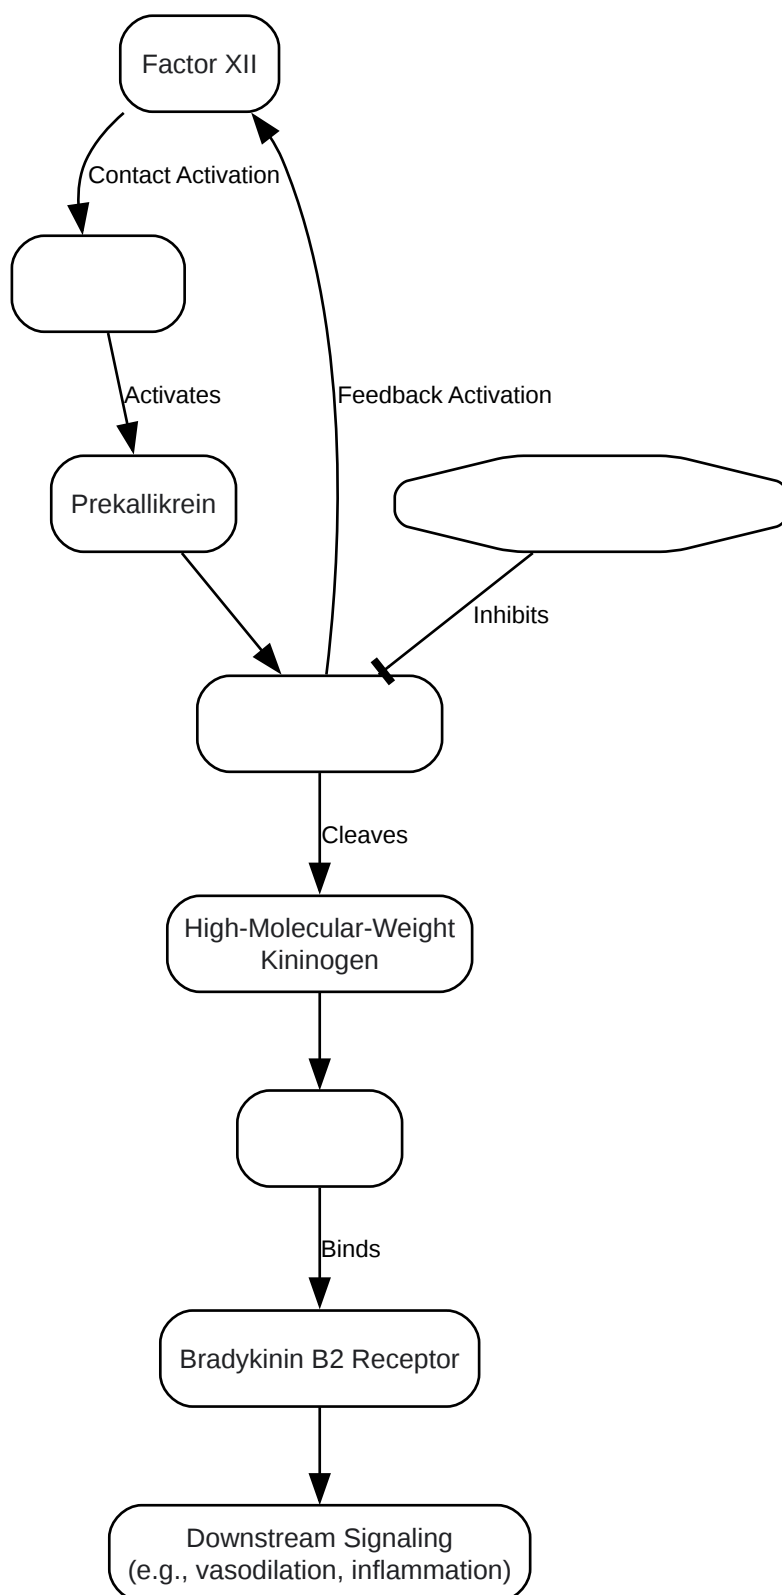 Factor XII
Contact Activation
Activates
Feedback Activation
Prekallikrein
Inhibits
Cleaves
High-Molecular-Weight
Kininogen
Binds
Bradykinin B2 Receptor
Downstream Signaling
(e.g., vasodilation, inflammation)